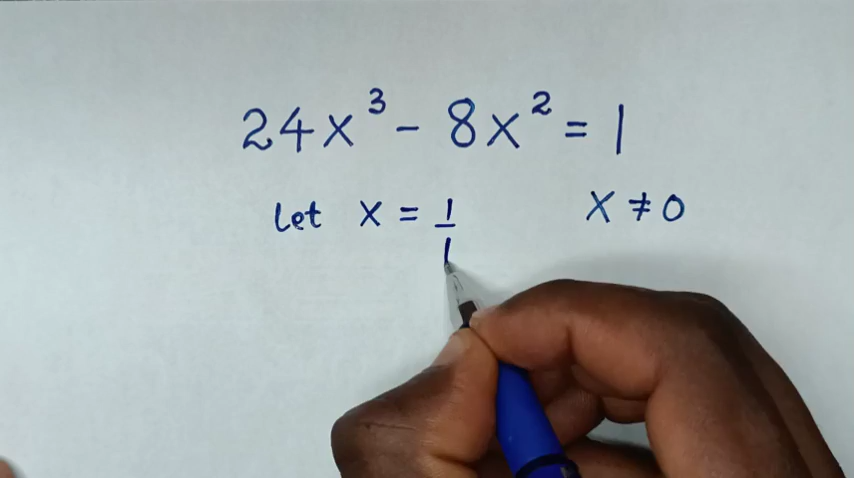 24x³ - 8x² = 1
let x = 1/ x ≠ 0